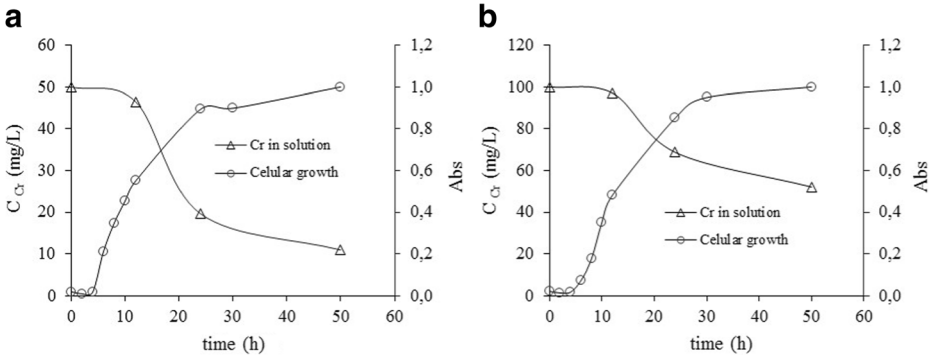 a
60
50
40
30
20
10
0
C Cr (mg/L)
1,2
1,0
0,8
0,6
0,4
0,2
0,0
Abs
Cr in solution
Celular growth
0 10 20 30 40 50 60
time (h)
b
120
100
80
60
40
20
0
C Cr (mg/L)
1,2
1,0
0,8
0,6
0,4
0,2
0,0
Abs
Cr in solution
Celular growth
0 10 20 30 40 50 60
time (h)